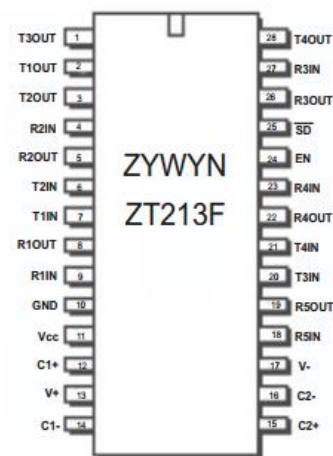 T3OUT 1 28 T4OUT
T1OUT 2 27 R3IN
T2OUT 3 26 R3OUT
R2IN 4 25 SD
R2OUT 5 24 EN
T2IN 6 23 R4IN
T1IN 7 22 R4OUT
R1OUT 8 21 T4IN
R1IN 9 20 T3IN
GND 10 19 R5OUT
Vcc 11 18 R5IN
C1+ 12 17 V-
V+ 13 16 C2-
C1- 14 15 C2+
ZYWYN
ZT213F